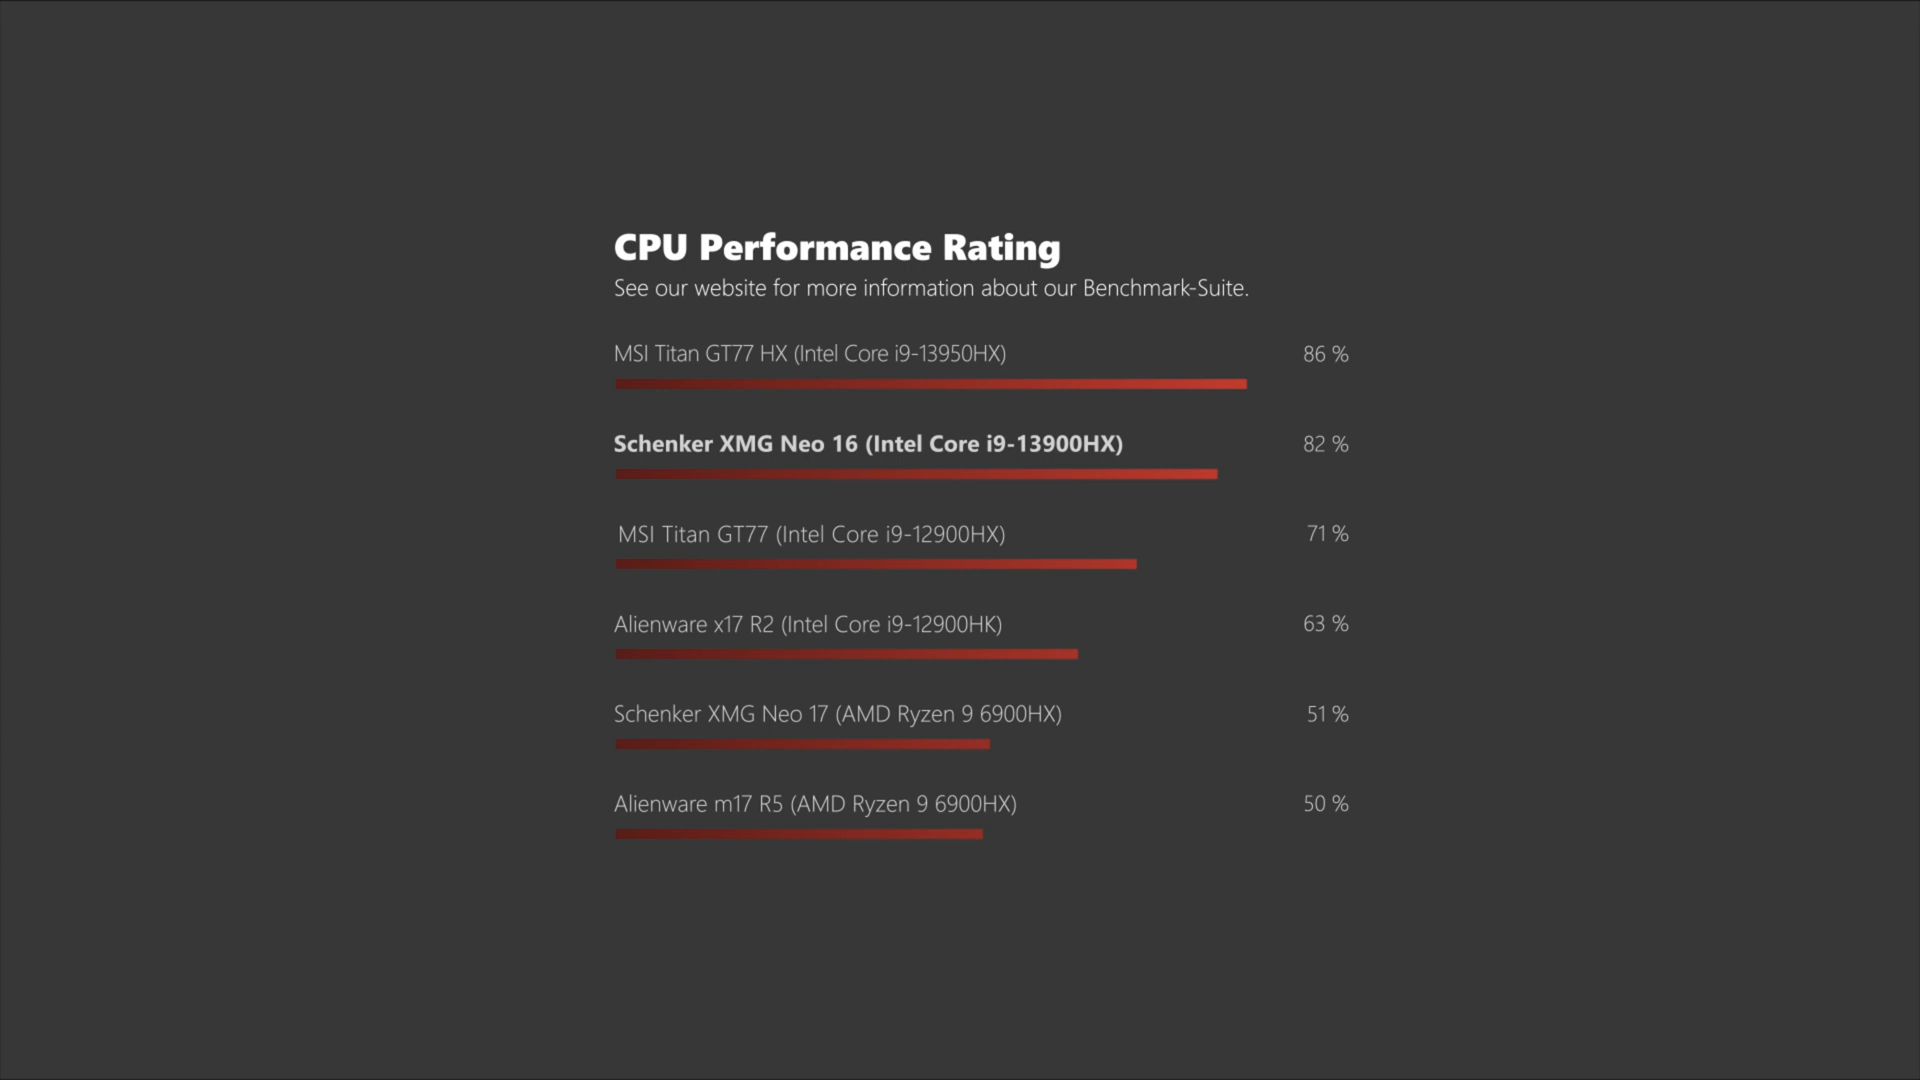 CPU Performance Rating
See our website for more information about our Benchmark-Suite.
MSI Titan GT77 HX (Intel Core i9-13950HX) 86 %
Schenker XMG Neo 16 (Intel Core i9-13900HX) 82 %
MSI Titan GT77 (Intel Core i9-12900HX) 71 %
Alienware x17 R2 (Intel Core i9-12900HK) 63 %
Schenker XMG Neo 17 (AMD Ryzen 9 6900HX) 51 %
Alienware m17 R5 (AMD Ryzen 9 6900HX) 50 %